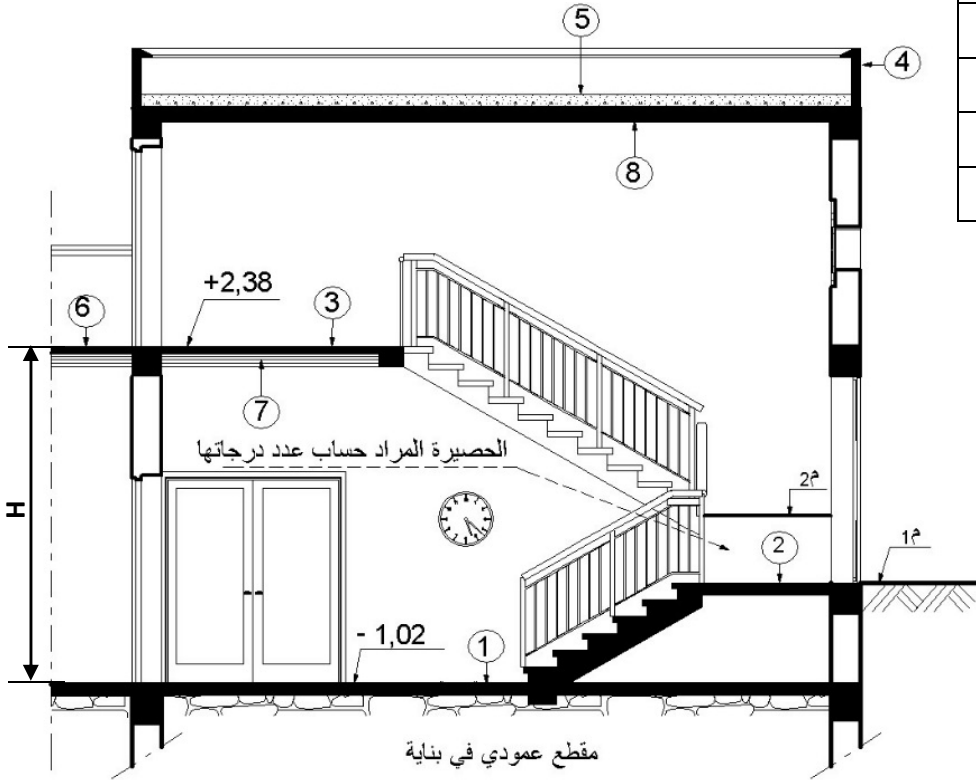 5
4
8
+2,38
6
3
7
الحصيرة المراد حساب عدد درجاتها
H
م2
2
م1
- 1,02
1
مقطع عمودي في بناية